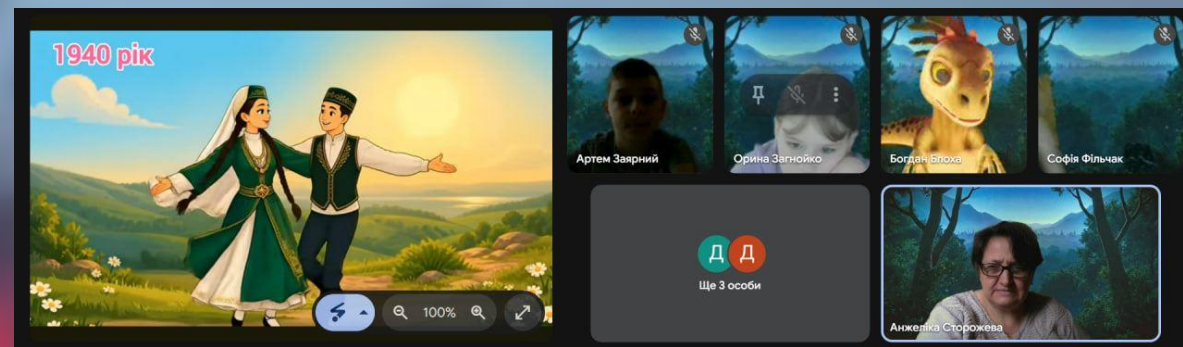 1940 рік
100%
Артем Заярний
Орина Загнойко
Богдан Блоха
Софія Фільчак
Д Д
Ще 3 особи
Анжеліка Сторожева